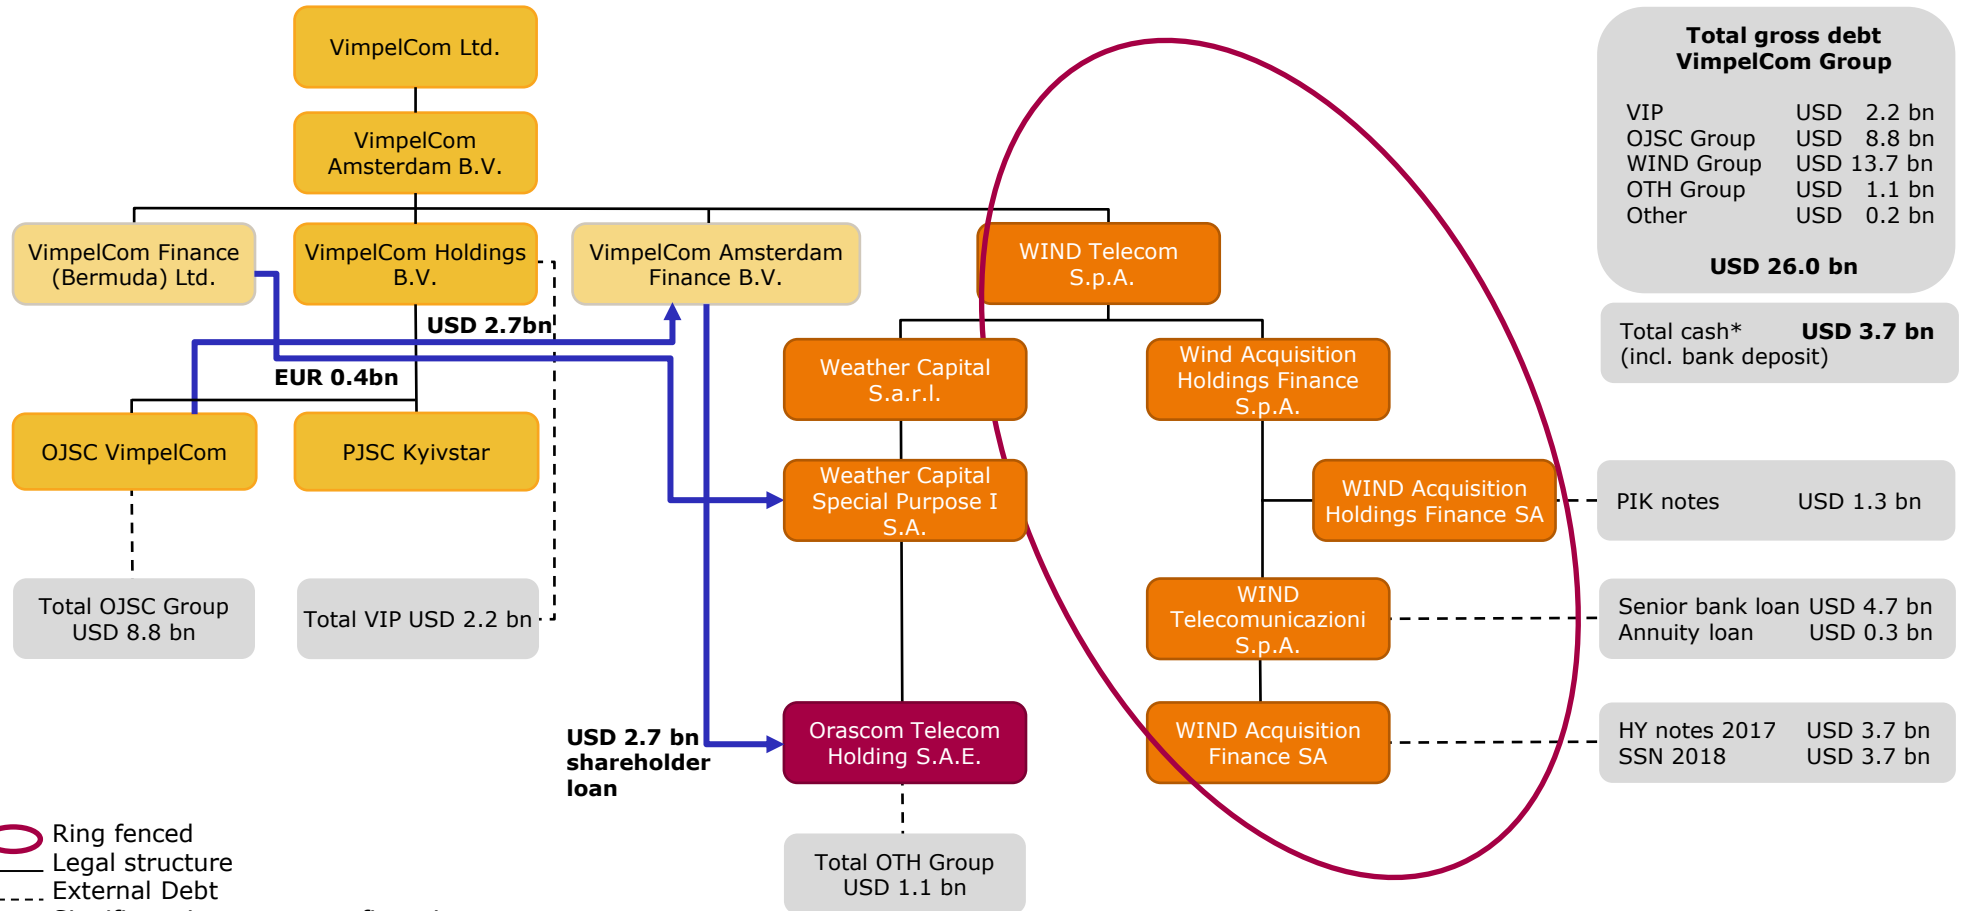 VimpelCom Ltd.
VimpelCom
Amsterdam B.V.
VimpelCom Finance
(Bermuda) Ltd.
VimpelCom Holdings
B.V.
VimpelCom Amsterdam
Finance B.V.
WIND Telecom
S.p.A.
USD 2.7bn
EUR 0.4bn
Weather Capital
S.a.r.l.
Wind Acquisition
Holdings Finance
S.p.A.
OJSC VimpelCom
PJSC Kyivstar
Weather Capital
Special Purpose I
S.A.
WIND Acquisition
Holdings Finance SA
Total OJSC Group
USD 8.8 bn
Total VIP USD 2.2 bn
WIND
Telecomunicazioni
S.p.A.
USD 2.7 bn
shareholder
loan
Orascom Telecom
Holding S.A.E.
WIND Acquisition
Finance SA
Total OTH Group
USD 1.1 bn
Total gross debt
VimpelCom Group
VIP USD 2.2 bn
OJSC Group USD 8.8 bn
WIND Group USD 13.7 bn
OTH Group USD 1.1 bn
Other USD 0.2 bn
USD 26.0 bn
Total cash* USD 3.7 bn
(incl. bank deposit)
PIK notes USD 1.3 bn
Senior bank loan USD 4.7 bn
Annuity loan USD 0.3 bn
HY notes 2017 USD 3.7 bn
SSN 2018 USD 3.7 bn
Ring fenced
Legal structure
External Debt